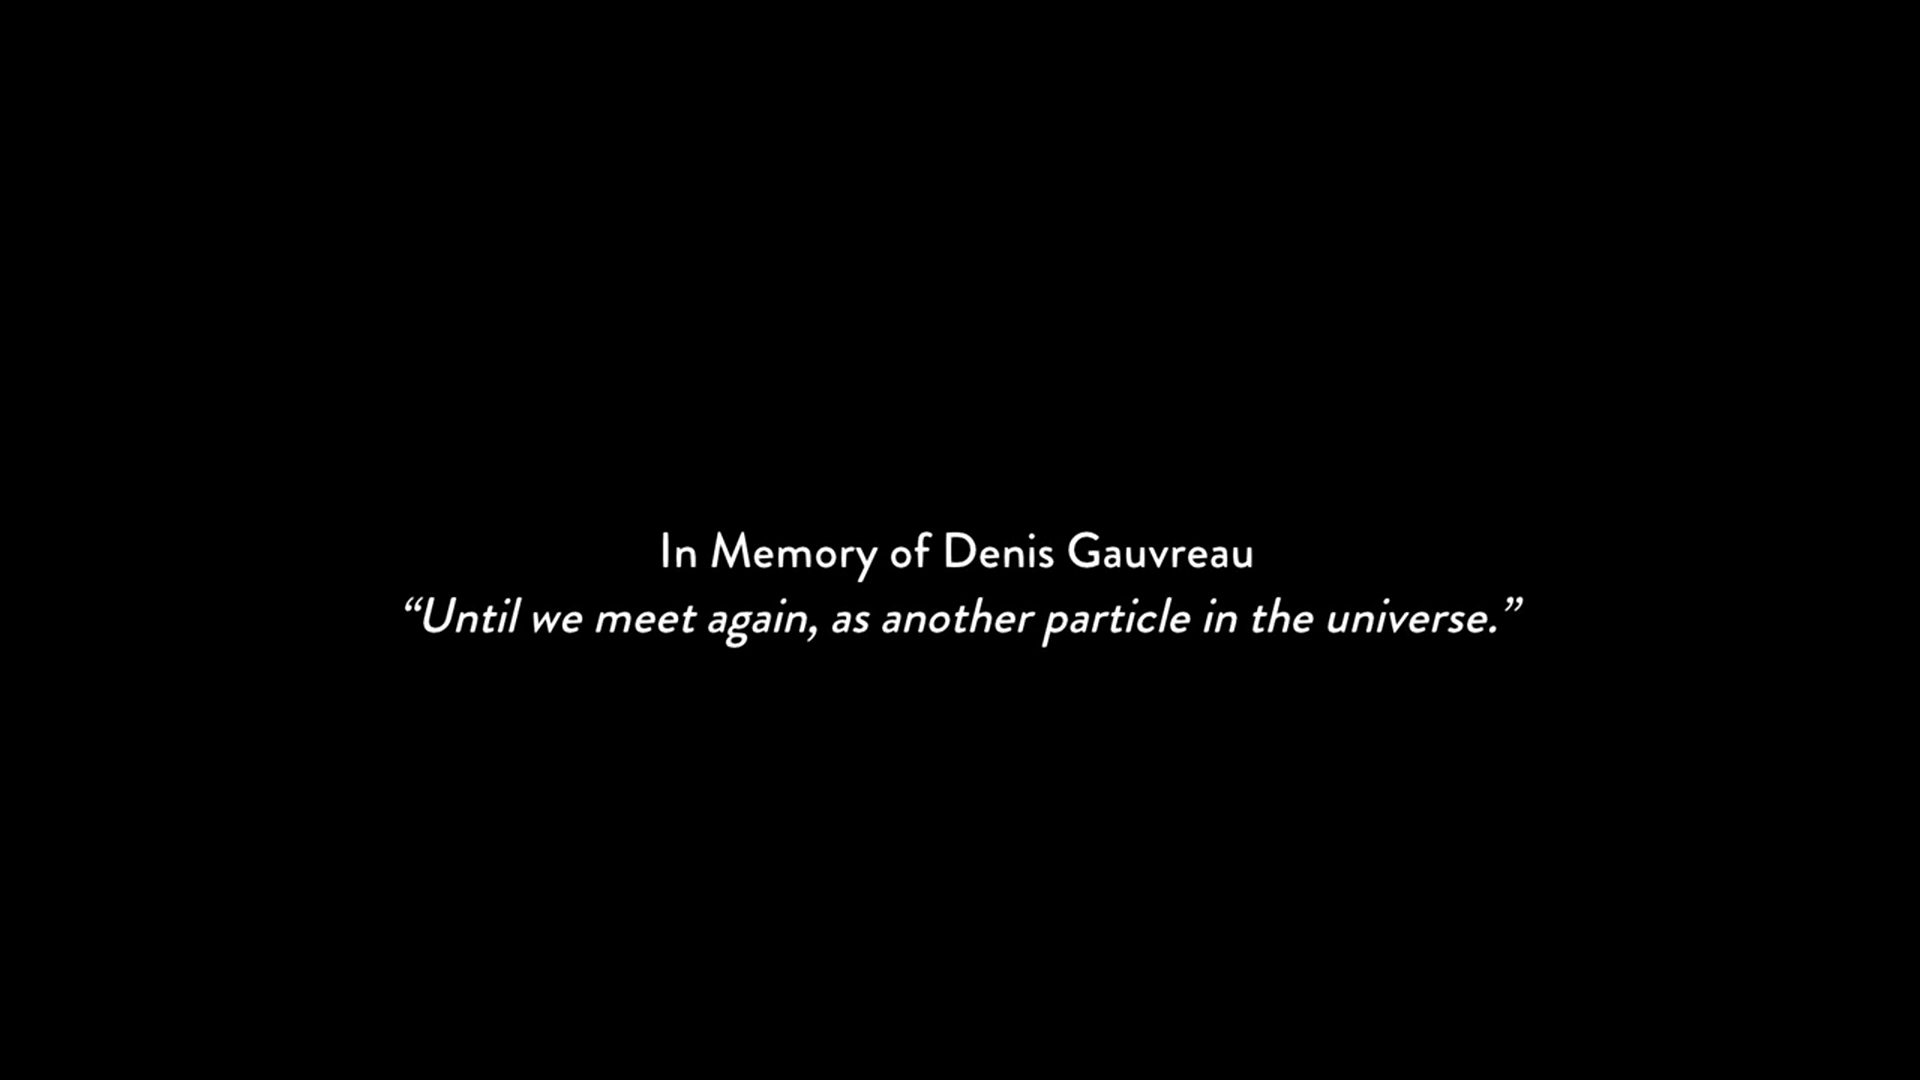 In Memory of Denis Gauvreau
“Until we meet again, as another particle in the universe.”